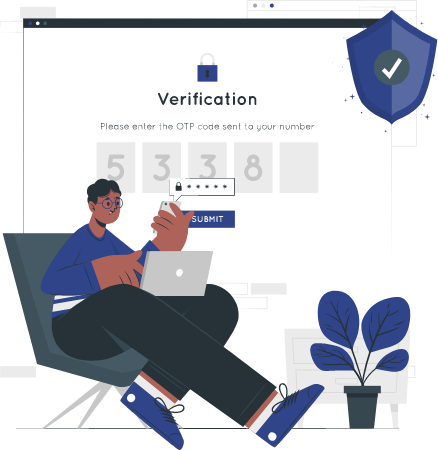 Verification
Please enter the OTP code sent to your number
5 3 3 8
*****
SUBMIT